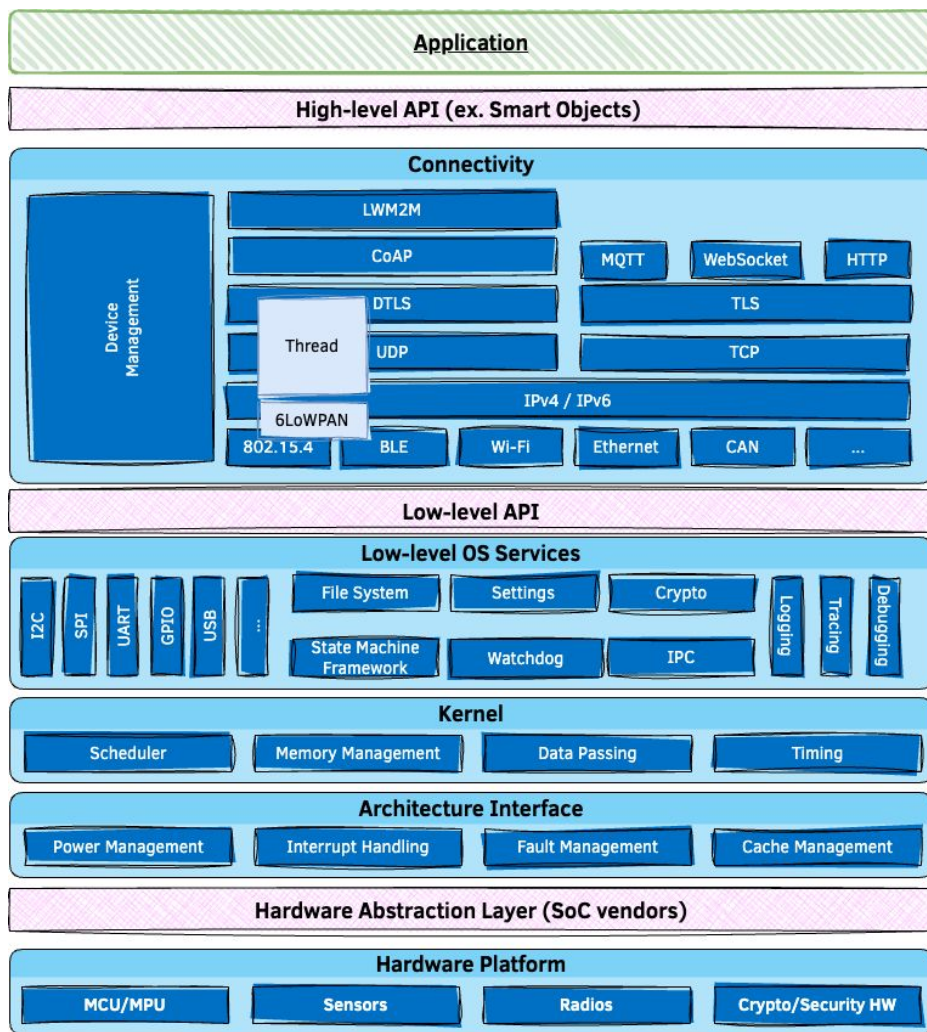 Application
High-level API (ex. Smart Objects)
Connectivity
Device
Management
LWM2M
CoAP
MQTT
WebSocket
HTTP
DTLS
TLS
Thread
UDP
TCP
IPv4 / IPv6
6LoWPAN
802.15.4
BLE
Wi-Fi
Ethernet
CAN
...
Low-level API
Low-level OS Services
I2C
SPI
UART
GPIO
USB
...
File System
Settings
Crypto
State Machine
Framework
Watchdog
IPC
Logging
Tracing
Debugging
Kernel
Scheduler
Memory Management
Data Passing
Timing
Architecture Interface
Power Management
Interrupt Handling
Fault Management
Cache Management
Hardware Abstraction Layer (SoC vendors)
Hardware Platform
MCU/MPU
Sensors
Radios
Crypto/Security HW